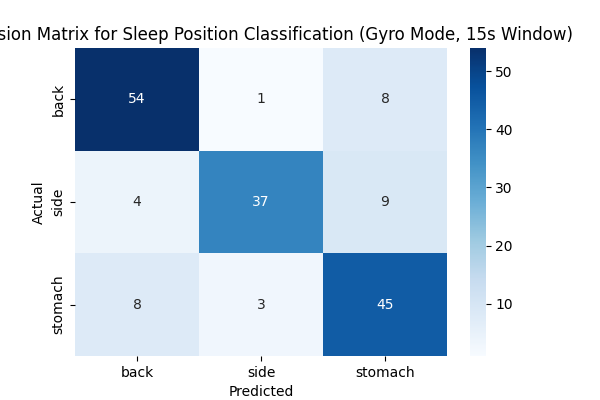 sion Matrix for Sleep Position Classification (Gyro Mode, 15s Window)
back 54 1 8
side 4 37 9
stomach 8 3 45
Actual
back side stomach
Predicted
50
40
30
20
10